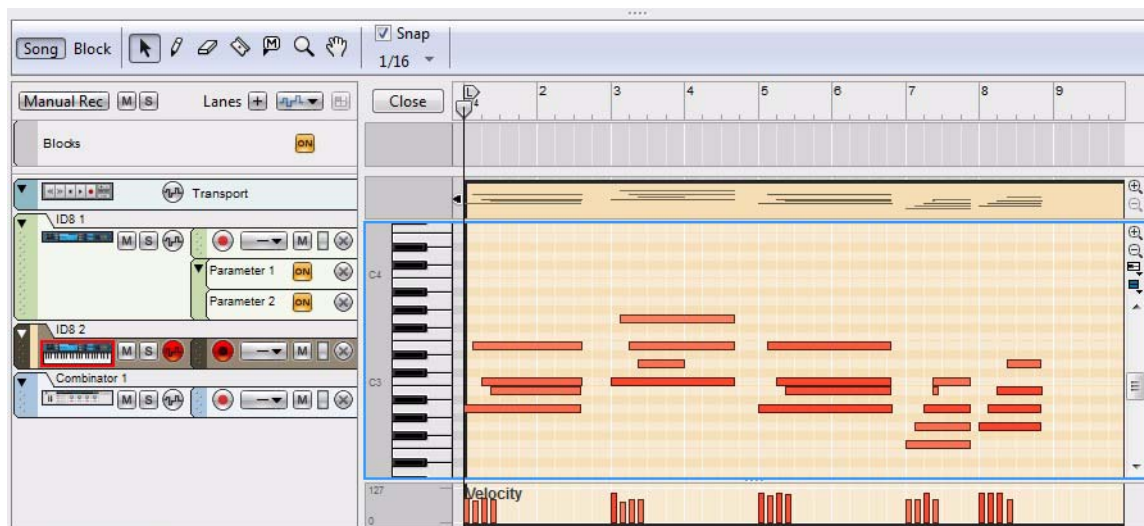 Song Block
Snap
1/16
Manual Rec M S Lanes
Close
L
4 2 3 4 5 6 7 8 9
Blocks ON
Transport
ID8 1
M S M
Parameter 1 ON
Parameter 2 ON
C4
ID8 2
M S M
C3
Combinator 1
M S M
127
Velocity
0